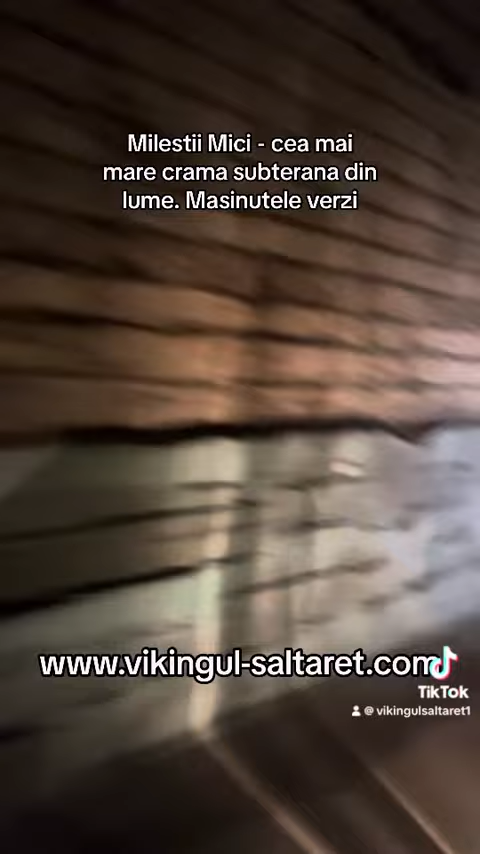 Milestii Mici - cea mai
mare crama subterana din
lume. Masinutele verzi
www.vikingul-saltaret.com
TikTok
@ vikingulsaltaret1